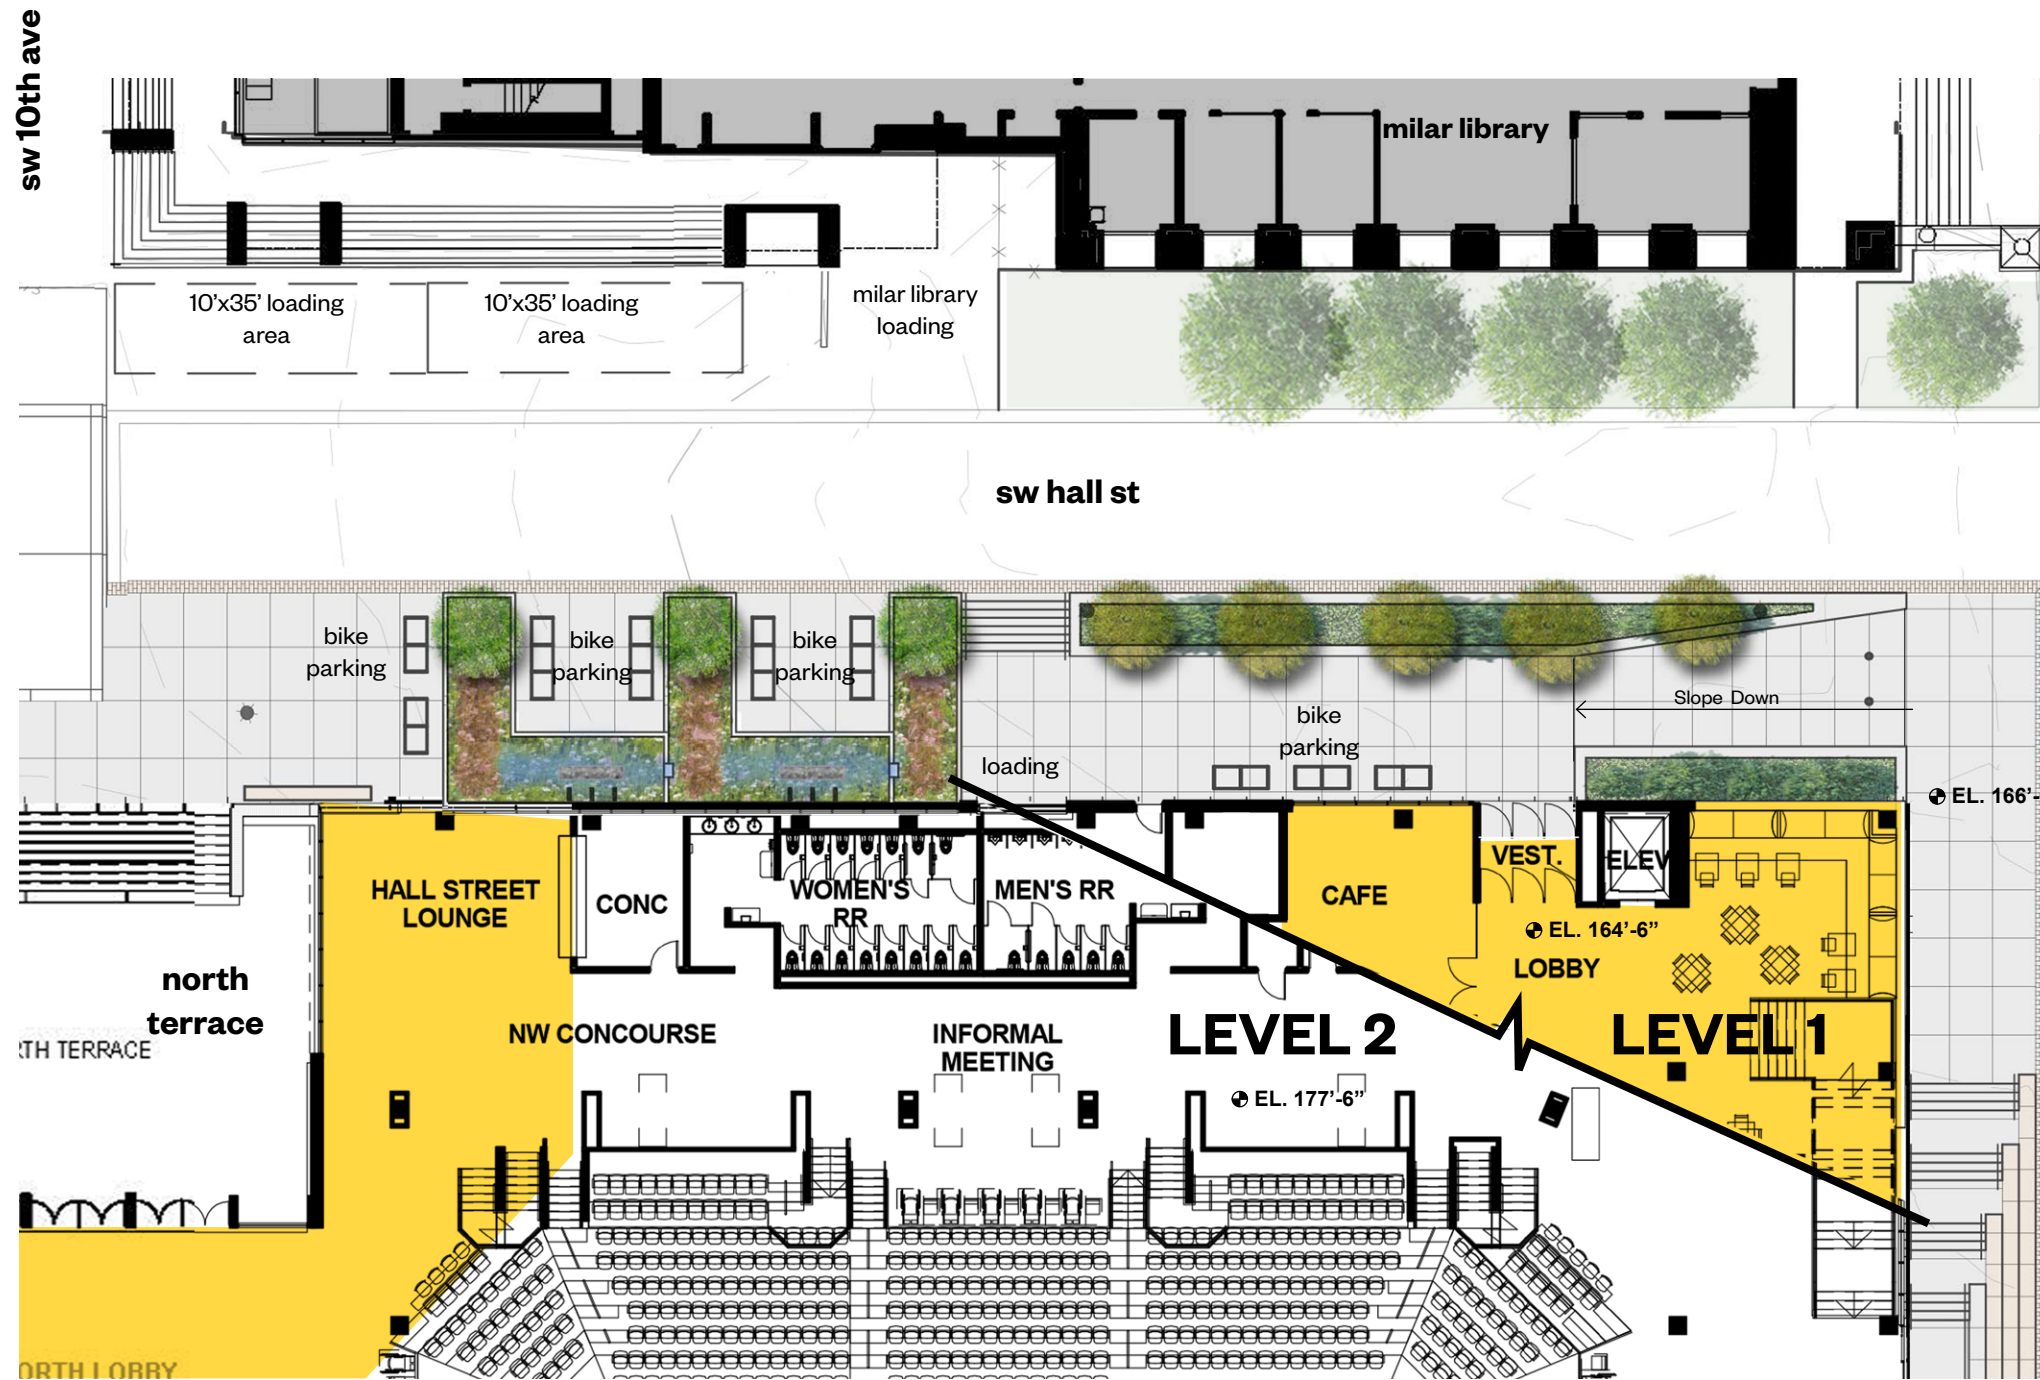 sw 10th ave
milar library
10'x35' loading
area
10'x35' loading
area
milar library
loading
sw hall st
bike
parking
bike
parking
bike
parking
bike
parking
Slope Down
loading
EL. 166'-
HALL STREET
LOUNGE
CONC
WOMEN'S
RR
MEN'S RR
CAFE
VEST.
ELEV
EL. 164'-6”
LOBBY
north
terrace
RTH TERRACE
NW CONCOURSE
INFORMAL
MEETING
LEVEL 2
LEVEL 1
EL. 177'-6”
ORTH LOBBY